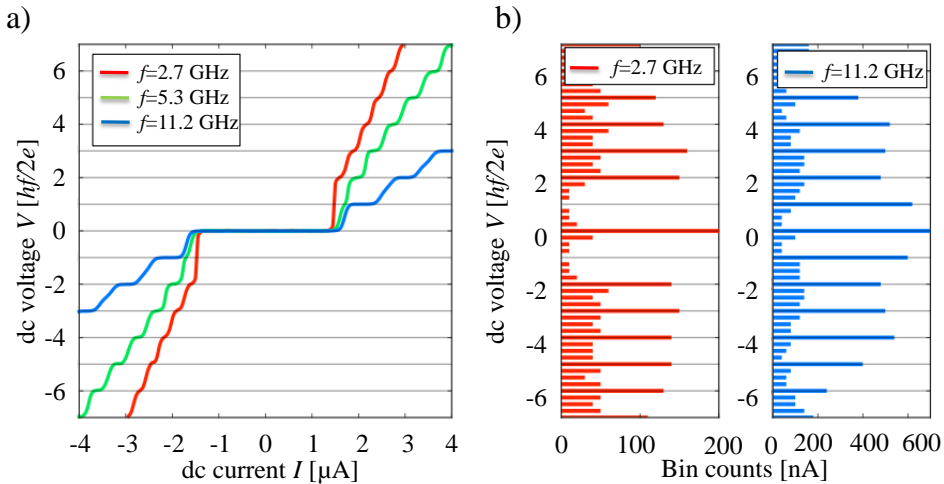 a)
b)
f=2.7 GHz
f=5.3 GHz
f=11.2 GHz
dc voltage V [hf/2e]
6
4
2
0
-2
-4
-6
-4 -3 -2 -1 0 1 2 3 4
dc current I [μA]
f=2.7 GHz
dc voltage V [hf/2e]
6
4
2
0
-2
-4
-6
0 100 200
f=11.2 GHz
0 200 400 600
Bin counts [nA]